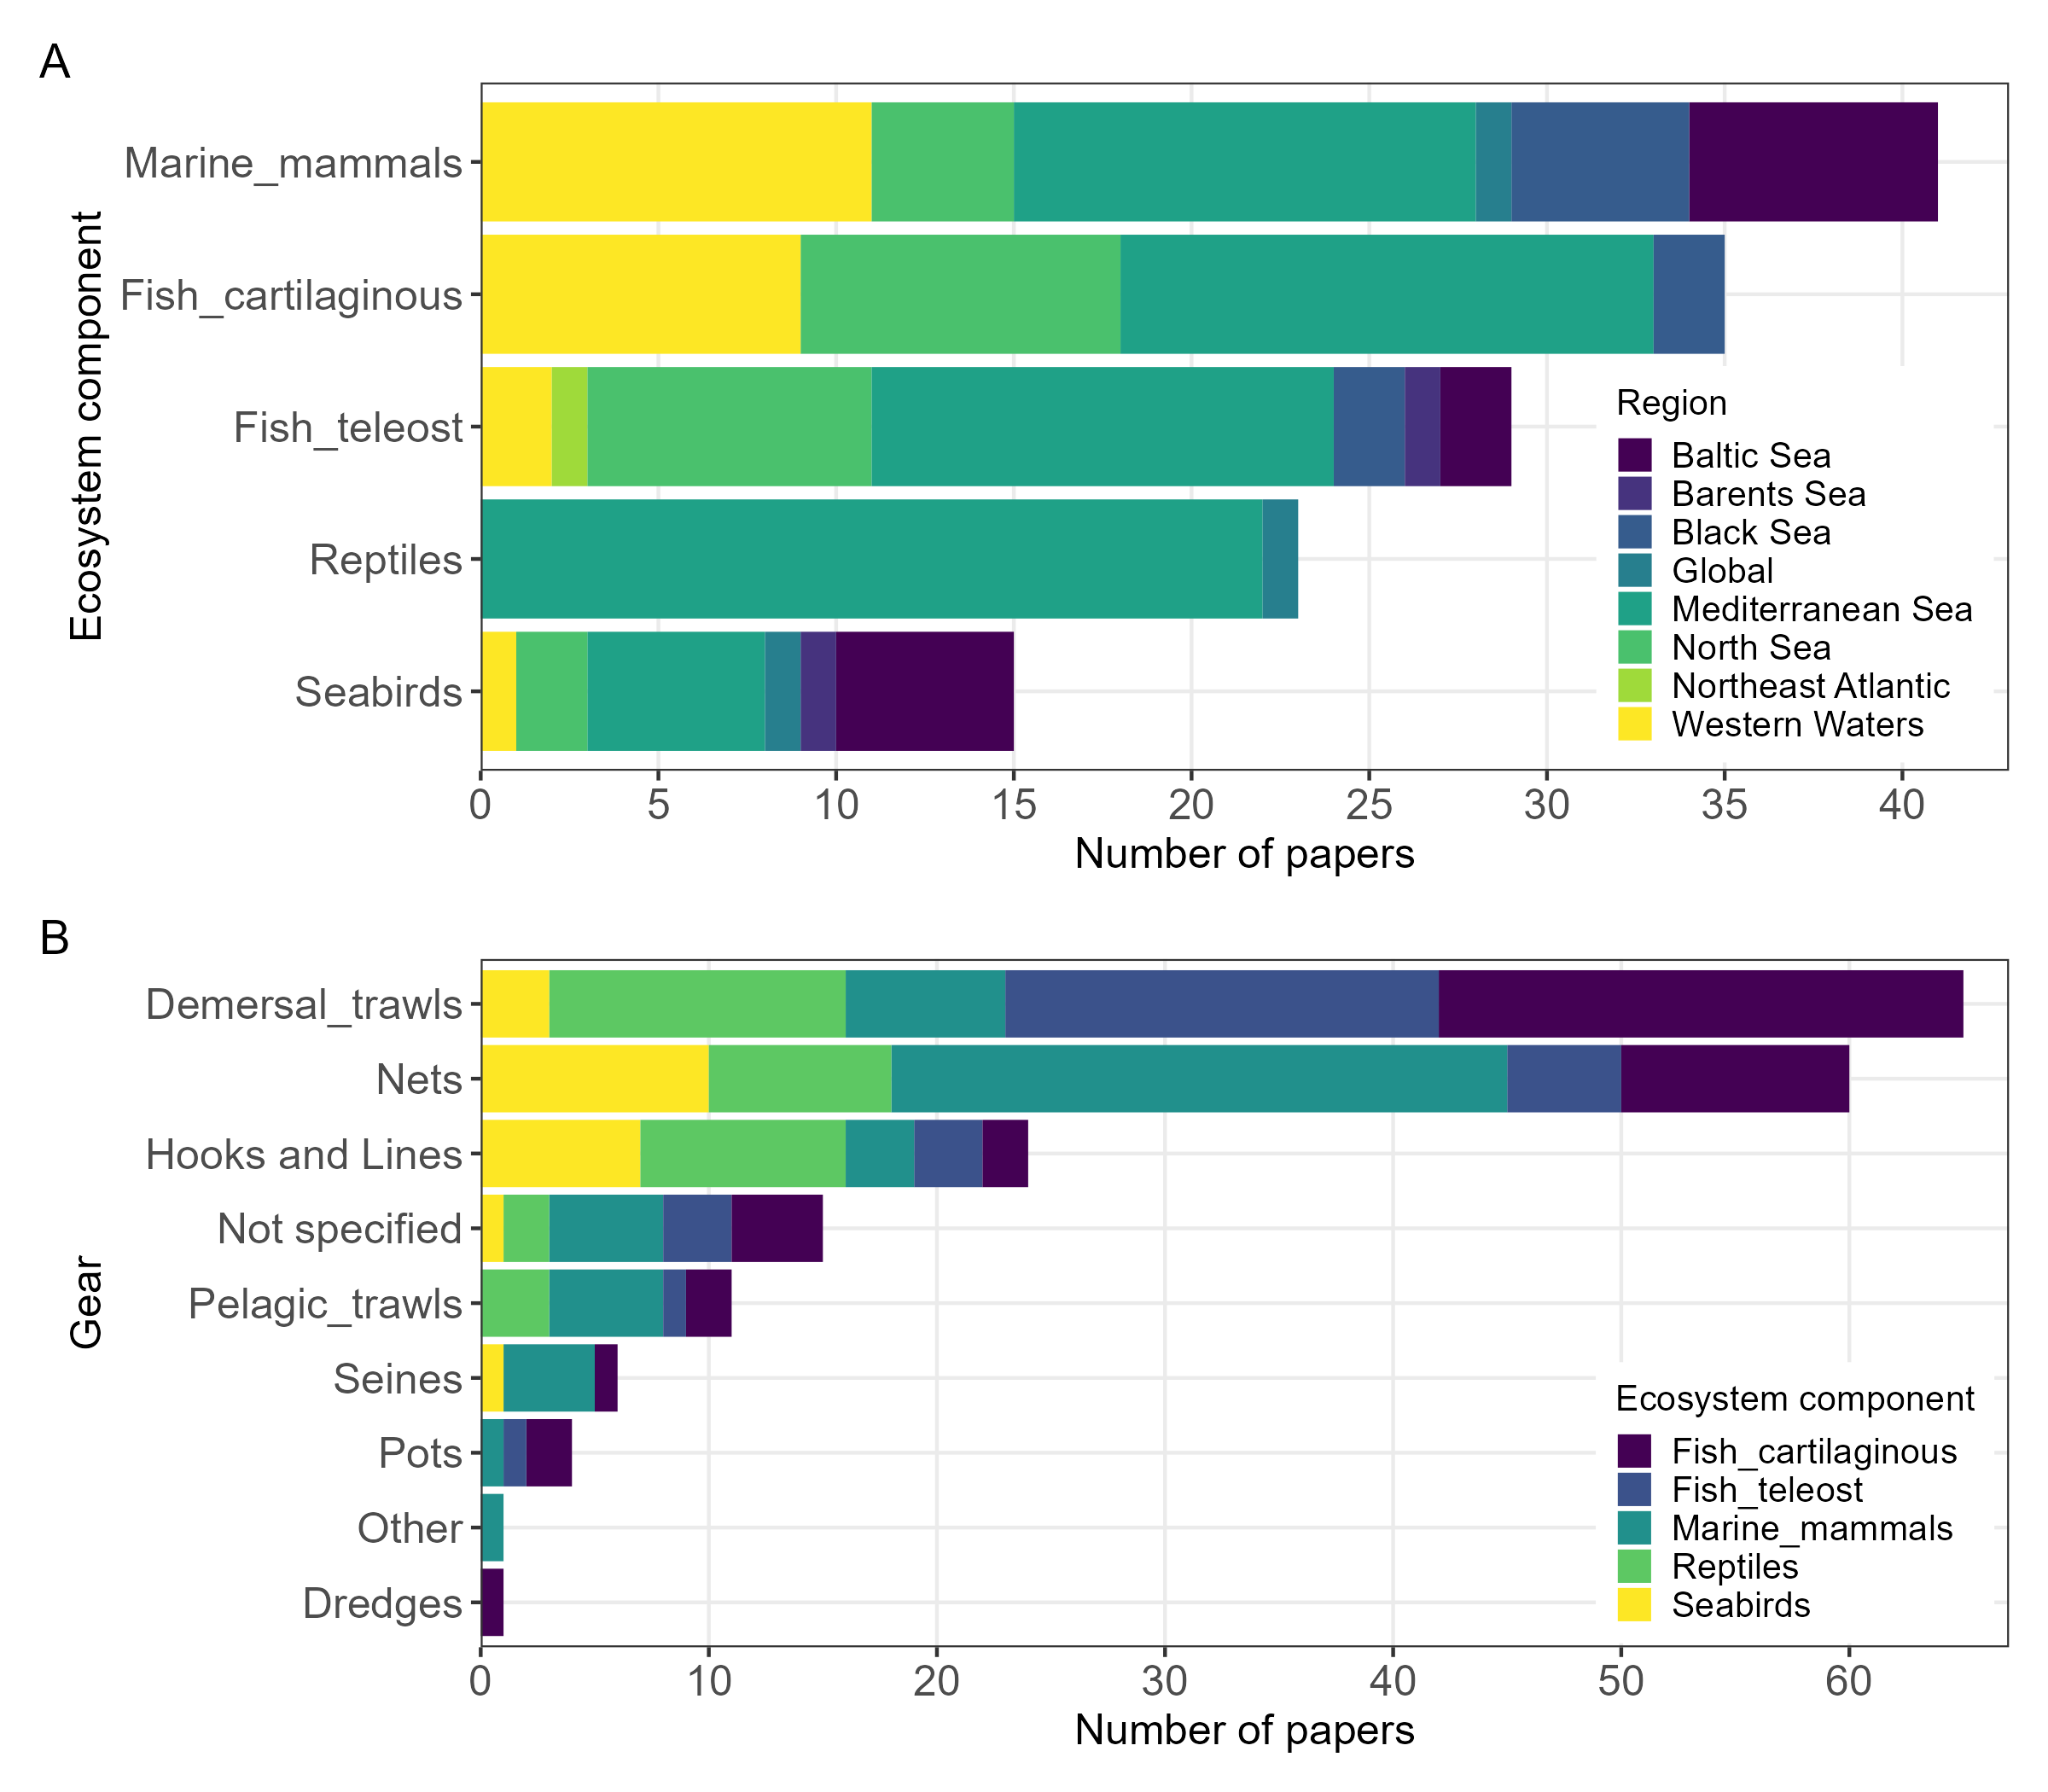 A
Ecosystem component
Marine_mammals
Fish_cartilaginous
Fish_teleost
Reptiles
Seabirds
Region
Baltic Sea
Barents Sea
Black Sea
Global
Mediterranean Sea
North Sea
Northeast Atlantic
Western Waters
0 5 10 15 20 25 30 35 40
Number of papers
B
Gear
Demersal_trawls
Nets
Hooks and Lines
Not specified
Pelagic_trawls
Seines
Pots
Other
Dredges
Ecosystem component
Fish_cartilaginous
Fish_teleost
Marine_mammals
Reptiles
Seabirds
0 10 20 30 40 50 60
Number of papers